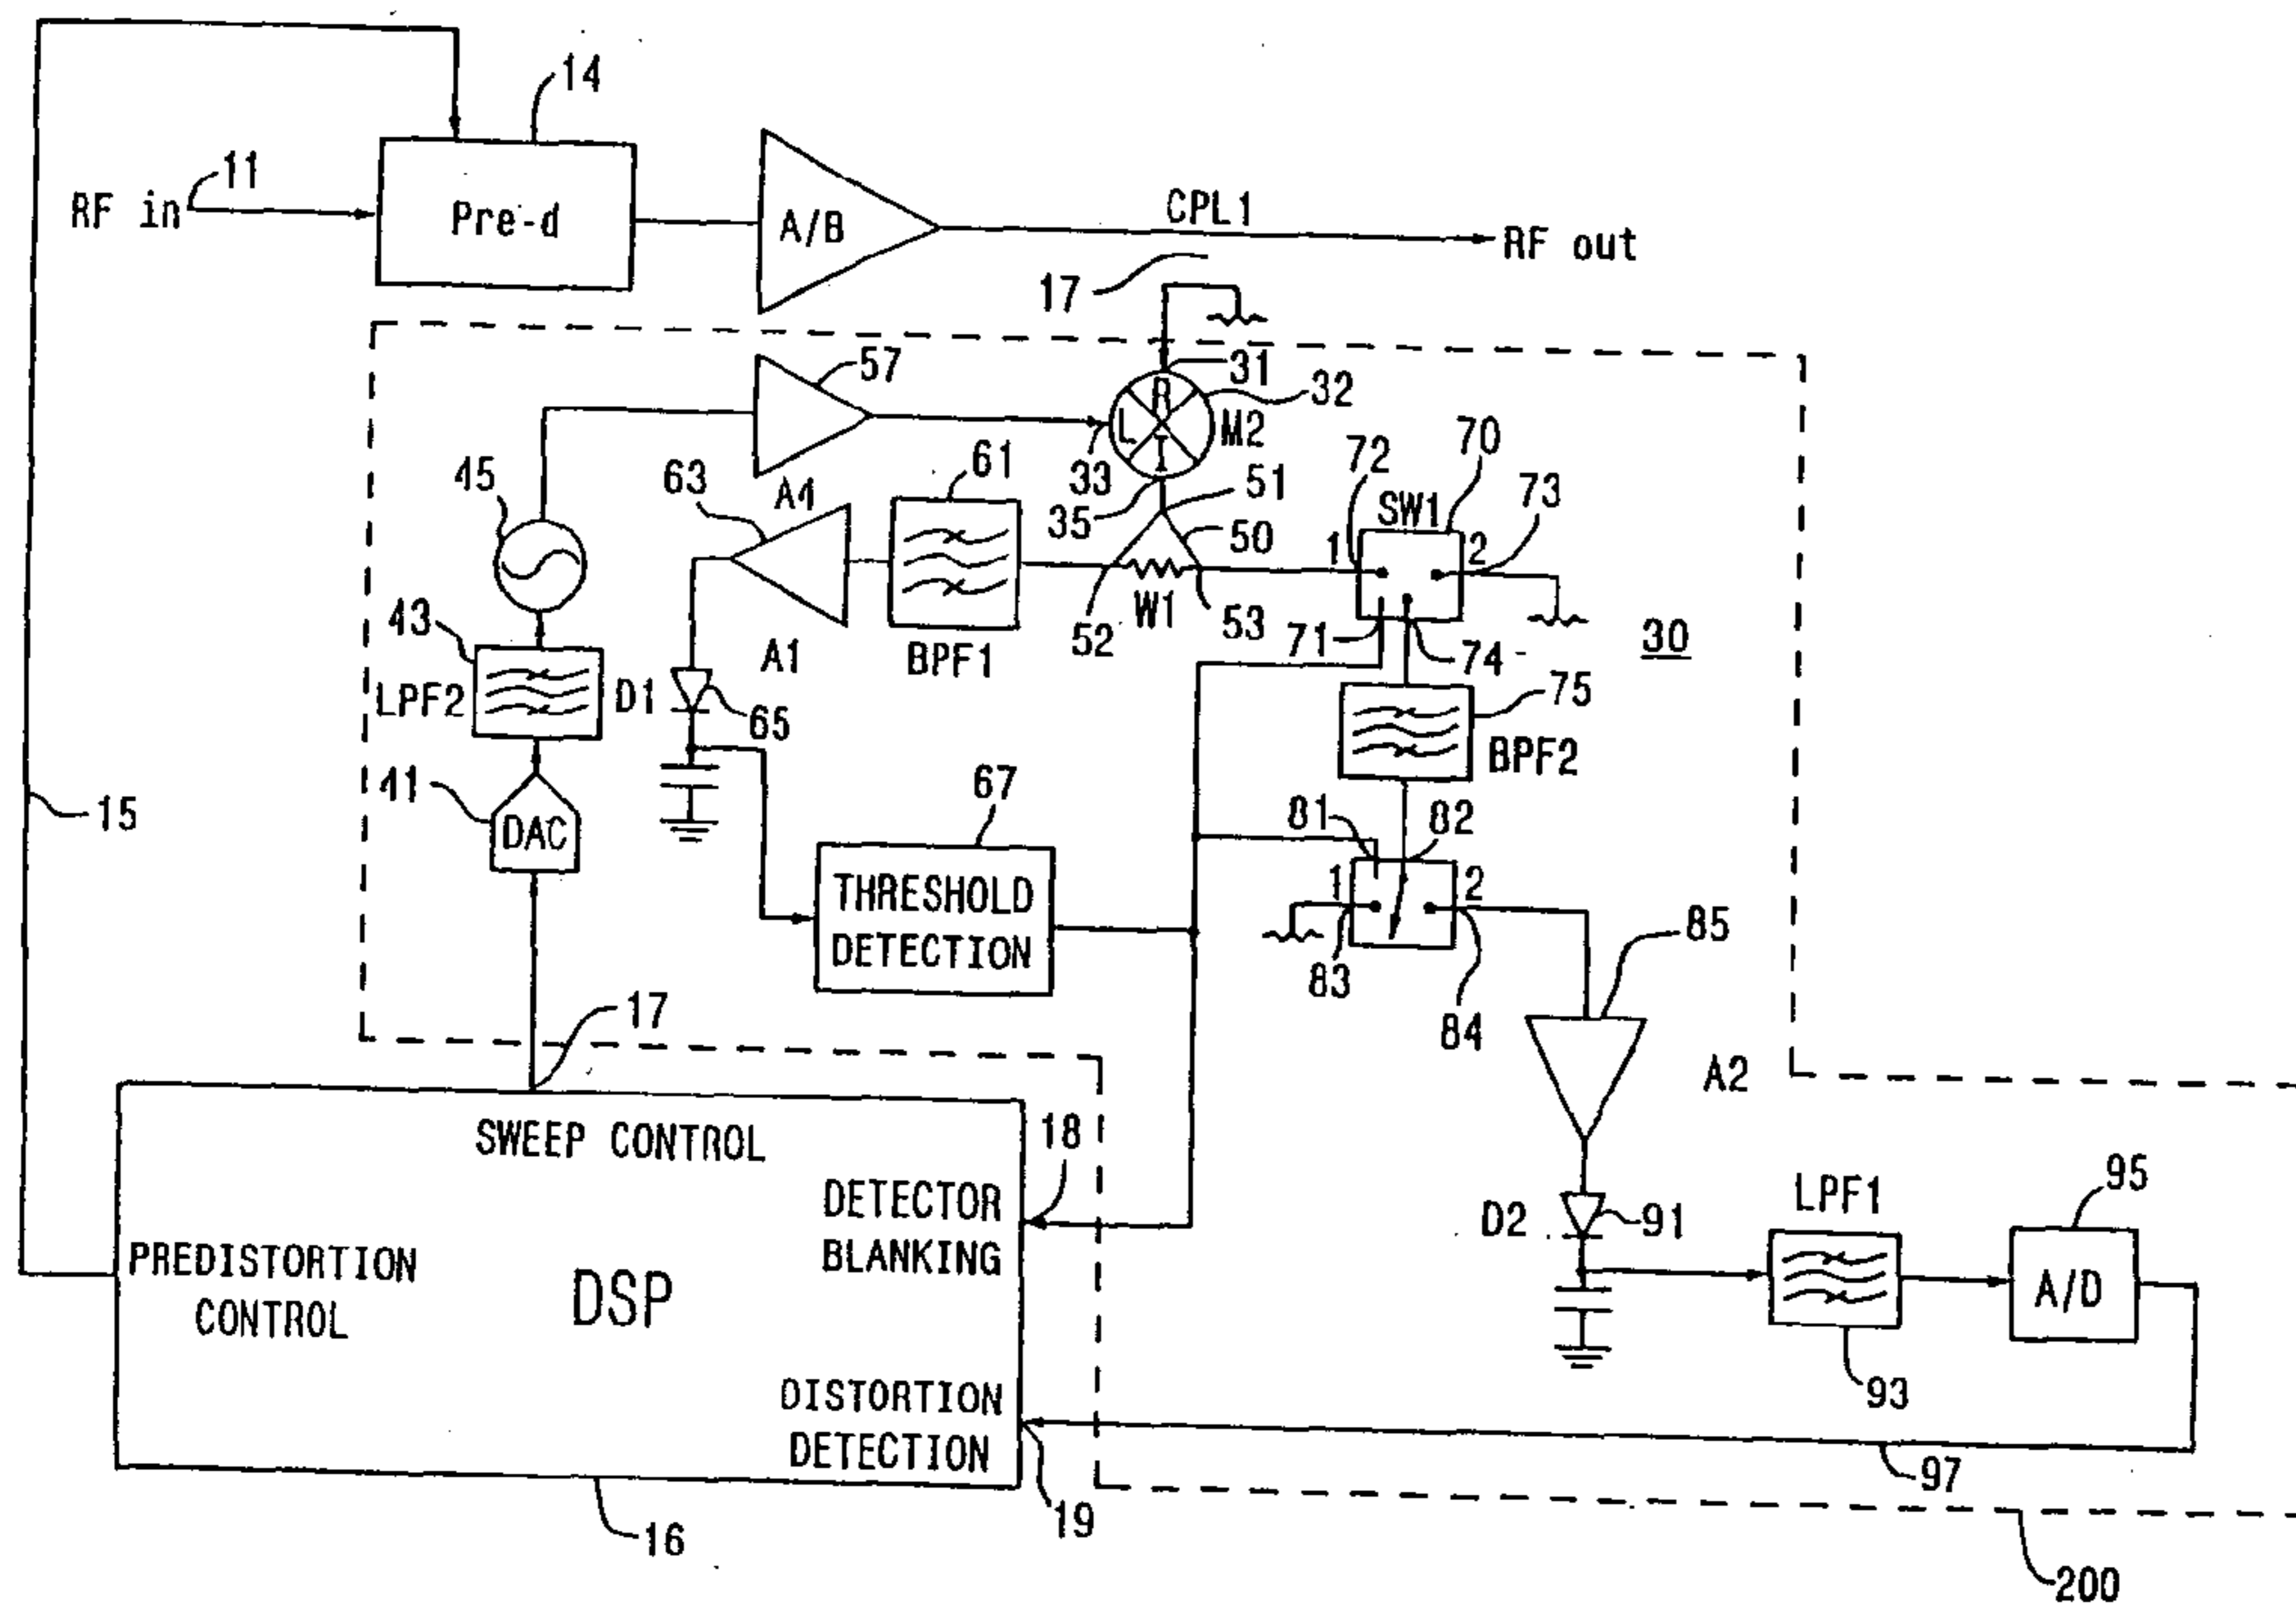 14
11
RF in
Pre-d
A/B
CPL1
RF out
17
57
31
32
R
L
I
M2
33
35
51
50
63
A4
61
72
70
SW1
73
1
2
45
52
W1
53
71
74
30
43
LPF2
D1
65
A1
BPF1
75
BPF2
15
41
DAC
67
THRESHOLD
DETECTION
81
82
1
2
83
84
85
17
A2
SWEEP CONTROL
18
DETECTOR
BLANKING
PREDISTORTION
CONTROL
DSP
D2
91
LPF1
95
A/D
93
DISTORTION
DETECTION
97
16
19
200